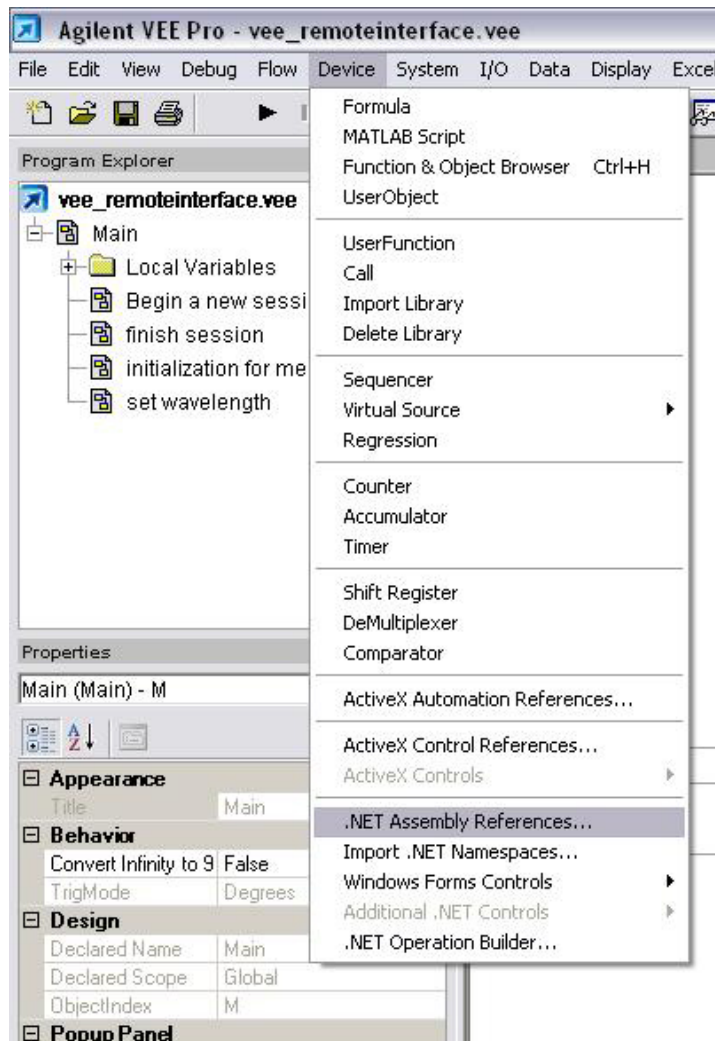 Agilent VEE Pro - vee_remoteinterface.vee
File Edit View Debug Flow Device System I/O Data Display Excel
Program Explorer
vee_remoteinterface.vee
Main
Local Variables
Begin a new sessi
finish session
initialization for me
set wavelength
Formula
MATLAB Script
Function & Object Browser Ctrl+H
UserObject
UserFunction
Call
Import Library
Delete Library
Sequencer
Virtual Source
Regression
Counter
Accumulator
Timer
Shift Register
DeMultiplexer
Comparator
ActiveX Automation References...
ActiveX Control References...
ActiveX Controls
.NET Assembly References...
Import .NET Namespaces...
Windows Forms Controls
Additional .NET Controls
.NET Operation Builder...
Properties
Main (Main) - M
Appearance
Title Main
Behavior
Convert Infinity to 9 False
TrigMode Degrees
Design
Declared Name Main
Declared Scope Global
ObjectIndex M
Popup Panel